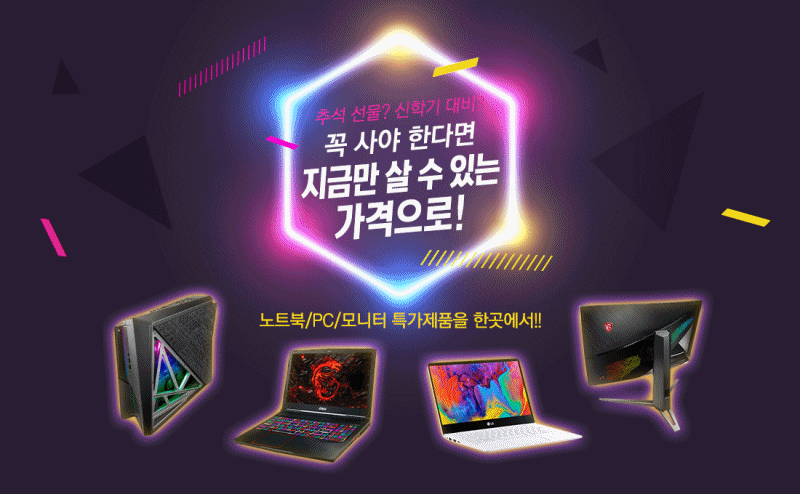 추석 선물? 신학기 대비
꼭 사야 한다면
지금만 살 수 있는
가격으로!
노트북/PC/모니터 특가제품을 한곳에서!!
LG